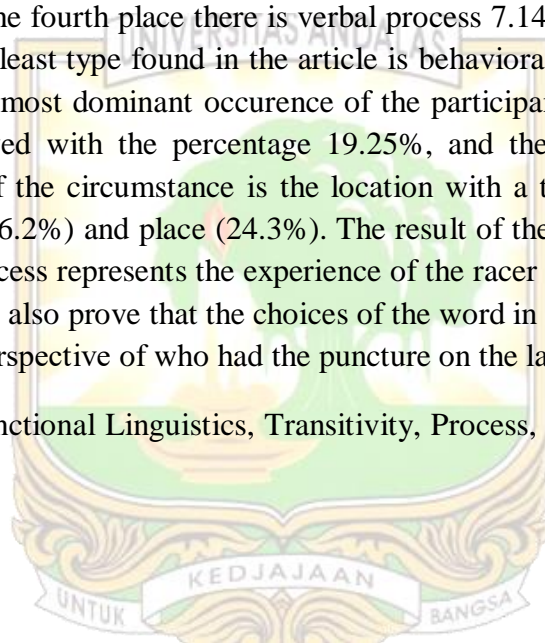 ne fourth place there is verbal process 7.14
UNIVERSITAS ANDALAS
least type found in the article is behaviora
most dominant occurence of the participa
ed with the percentage 19.25%, and the
f the circumstance is the location with a t
6.2%) and place (24.3%). The result of the
cess represents the experience of the racer
also prove that the choices of the word in
rspective of who had the puncture on the la
nctional Linguistics, Transitivity, Process,
KEDJAJAAN
UNTUK BANGSA